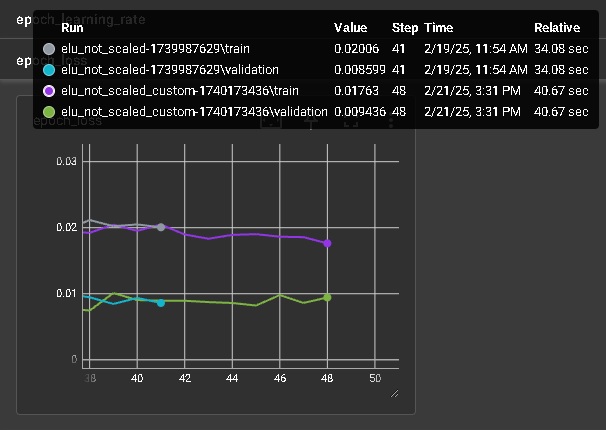 epoch_learning_rate
Run Value Step Time Relative
elu_not_scaled-1739987629\train 0.02006 41 2/19/25, 11:54 AM 34.08 sec
epoch_loss
elu_not_scaled-1739987629\validation 0.008599 41 2/19/25, 11:54 AM 34.08 sec
elu_not_scaled_custom-1740173436\train 0.01763 48 2/21/25, 3:31 PM 40.67 sec
elu_not_scaled_custom-1740173436\validation 0.009436 48 2/21/25, 3:31 PM 40.67 sec
epoch_loss
0.03
0.02
0.01
0
38 40 42 44 46 48 50